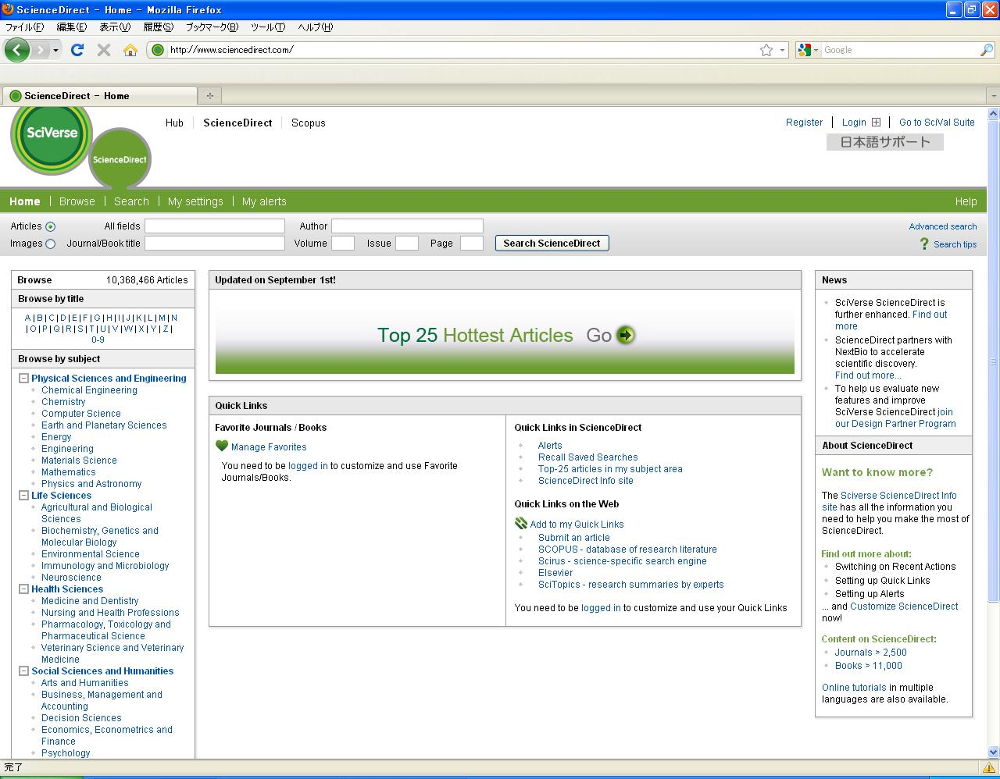 ScienceDirect - Home - Mozilla Firefox
ファイル(F) 編集(E) 表示(V) 履歴(S) ブックマーク(B) ツール(T) ヘルプ(H)
http://www.sciencedirect.com/ Google
ScienceDirect - Home
SciVerse
ScienceDirect
Hub ScienceDirect Scopus
Register Login Go to SciVal Suite
日本語サポート
Home Browse Search My settings My alerts Help
Articles All fields Author Advanced search
Images Journal/Book title Volume Issue Page Search ScienceDirect Search tips
Browse 10,368,466 Articles
Browse by title
A|B|C|D|E|F|G|H|I|J|K|L|M|N
|O|P|Q|R|S|T|U|V|W|X|Y|Z|
0-9
Browse by subject
Physical Sciences and Engineering
Chemical Engineering
Chemistry
Computer Science
Earth and Planetary Sciences
Energy
Engineering
Materials Science
Mathematics
Physics and Astronomy
Life Sciences
Agricultural and Biological
Sciences
Biochemistry, Genetics and
Molecular Biology
Environmental Science
Immunology and Microbiology
Neuroscience
Health Sciences
Medicine and Dentistry
Nursing and Health Professions
Pharmacology, Toxicology and
Pharmaceutical Science
Veterinary Science and Veterinary
Medicine
Social Sciences and Humanities
Arts and Humanities
Business, Management and
Accounting
Decision Sciences
Economics, Econometrics and
Finance
Psychology
Updated on September 1st!
Top 25 Hottest Articles Go
Quick Links
Favorite Journals / Books
Manage Favorites
You need to be logged in to customize and use Favorite
Journals/Books.
Quick Links in ScienceDirect
Alerts
Recall Saved Searches
Top-25 articles in my subject area
ScienceDirect Info site
Quick Links on the Web
Add to my Quick Links
Submit an article
SCOPUS - database of research literature
Scirus - science-specific search engine
Elsevier
SciTopics - research summaries by experts
You need to be logged in to customize and use your Quick Links
News
SciVerse ScienceDirect is
further enhanced. Find out
more
ScienceDirect partners with
NextBio to accelerate
scientific discovery.
Find out more...
To help us evaluate new
features and improve
SciVerse ScienceDirect join
our Design Partner Program
About ScienceDirect
Want to know more?
The Sciverse ScienceDirect Info
site has all the information you
need to help you make the most of
ScienceDirect.
Find out more about:
Switching on Recent Actions
Setting up Quick Links
Setting up Alerts
... and Customize ScienceDirect
now!
Content on ScienceDirect:
Journals > 2,500
Books > 11,000
Online tutorials in multiple
languages are also available.
完了